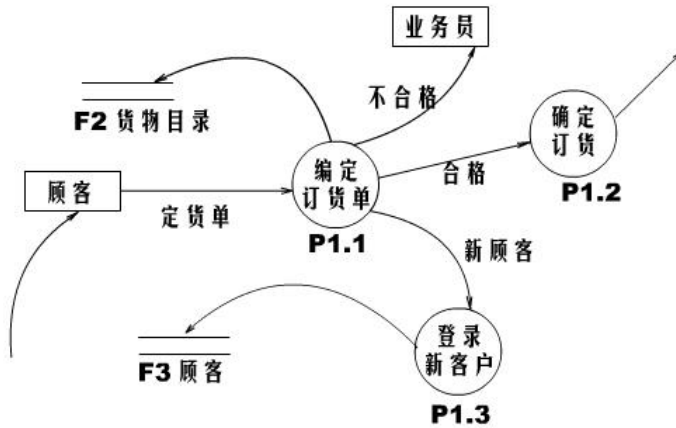 业务员
F2 货物目录
不合格
确定
订货
P1.2
编定
订货单
P1.1
合格
顾客
定货单
新顾客
登录
新客户
P1.3
F3 顾客